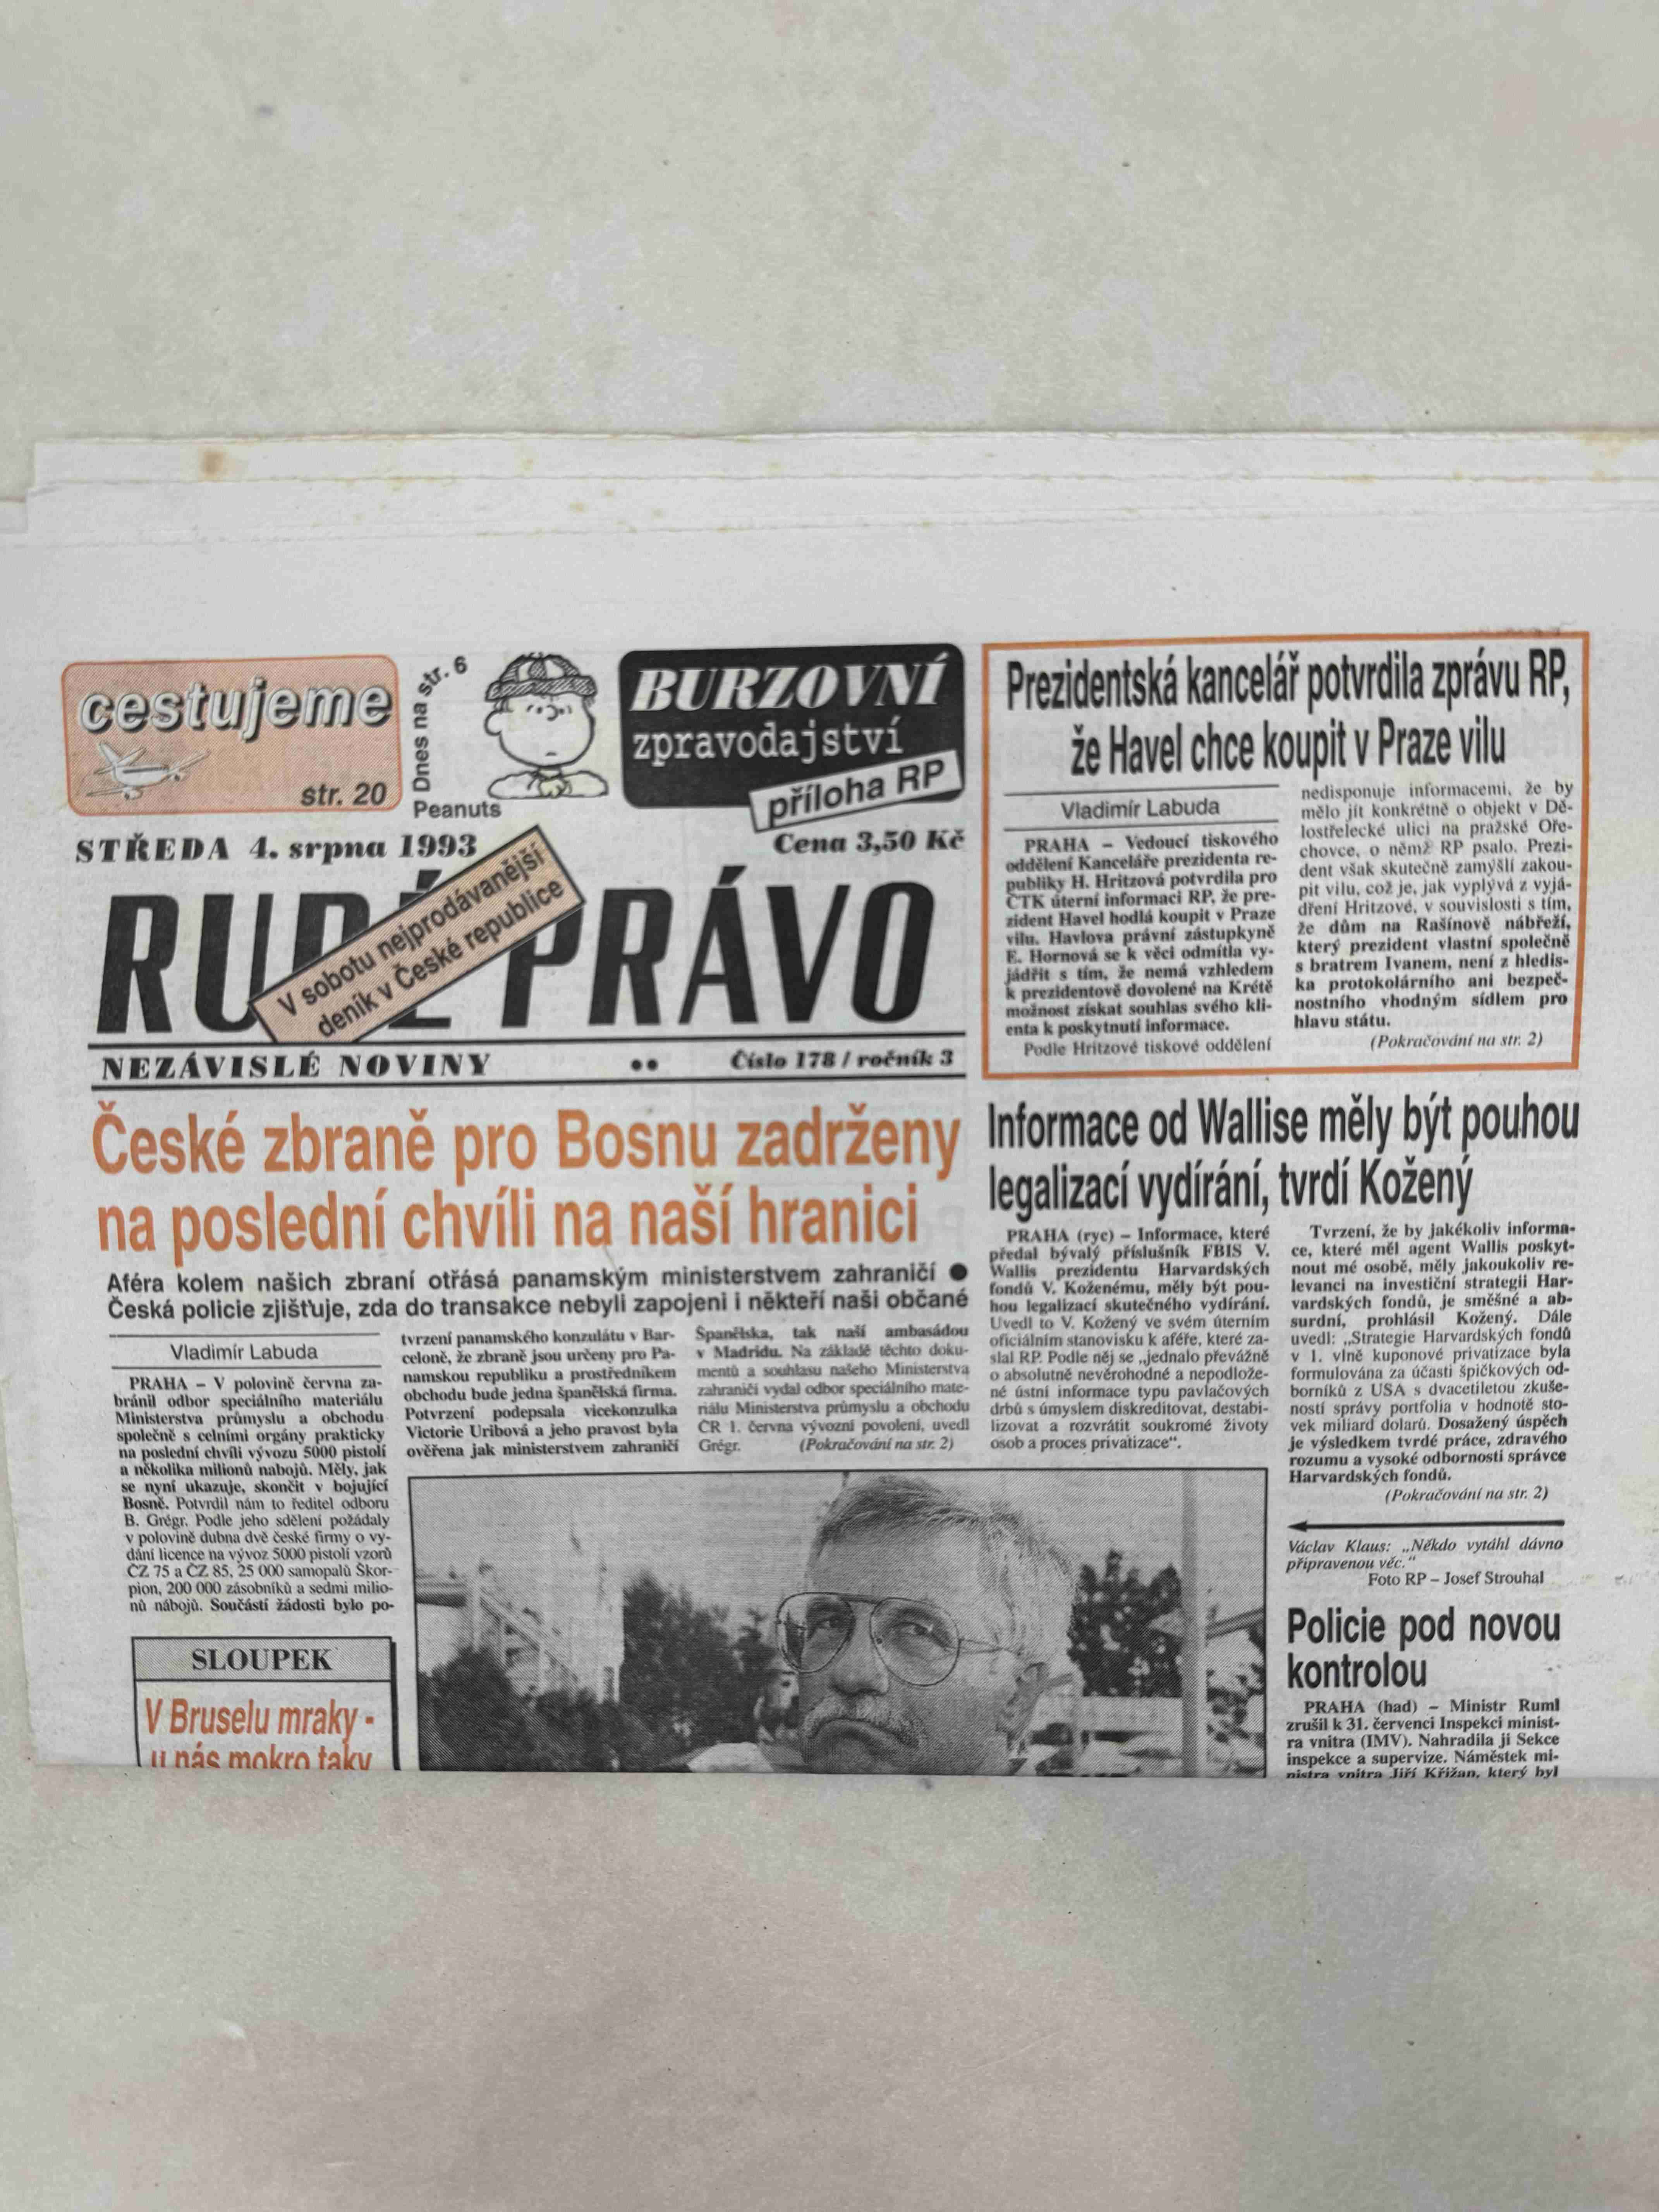 cestujeme
str. 20
Dnes na str. 6
Peanuts
BURZOVNÍ
zpravodajství
příloha RP
STŘEDA 4. srpna 1993
Cena 3,50 Kč
RUDÉ PRÁVO
V sobotu nejprodávanější
deník v České republice
NEZÁVISLÉ NOVINY
•• Číslo 178 / ročník 3
Prezidentská kancelář potvrdila zprávu RP,
že Havel chce koupit v Praze vilu
Vladimír Labuda
PRAHA – Vedoucí tiskového
oddělení Kanceláře prezidenta re-
publiky H. Hritzová potvrdila pro
ČTK úterní informaci RP, že pre-
zident Havel hodlá koupit v Praze
vilu. Havlova právní zástupkyně
E. Hornová se k věci odmítla vy-
jádřit s tím, že nemá vzhledem
k prezidentově dovolené na Krétě
možnost získat souhlas svého kli-
enta k poskytnutí informace.
Podle Hritzové tiskové oddělení
nedisponuje informacemi, že by
mělo jít konkrétně o objekt v Dě-
lostřelecké ulici na pražské Oře-
chovce, o němž RP psalo. Prezi-
dent však skutečně zamýšlí zakou-
pit vilu, což je, jak vyplývá z vyjá-
dření Hritzové, v souvislosti s tím,
že dům na Rašínově nábřeží,
který prezident vlastní společně
s bratrem Ivanem, není z hledis-
ka protokolárního ani bezpeč-
nostního vhodným sídlem pro
hlavu státu.
(Pokračování na str. 2)
České zbraně pro Bosnu zadrženy
na poslední chvíli na naší hranici
Aféra kolem našich zbraní otřásá panamským ministerstvem zahraničí ●
Česká policie zjišťuje, zda do transakce nebyli zapojeni i někteří naši občané
Vladimír Labuda
PRAHA – V polovině června za-
bránil odbor speciálního materiálu
Ministerstva průmyslu a obchodu
společně s celními orgány prakticky
na poslední chvíli vývozu 5000 pistolí
a několika milionů nabojů. Měly, jak
se nyní ukazuje, skončit v bojující
Bosně. Potvrdil nám to ředitel odboru
B. Grégr. Podle jeho sdělení požádaly
v polovině dubna dvě české firmy o vy-
dání licence na vývoz 5000 pistolí vzorů
ČZ 75 a ČZ 85, 25 000 samopalů Škor-
pion, 200 000 zásobníků a sedmi milio-
nů nábojů. Součástí žádosti bylo po-
tvrzení panamského konzulátu v Bar-
celoně, že zbraně jsou určeny pro Pa-
namskou republiku a prostředníkem
obchodu bude jedna španělská firma.
Potvrzení podepsala vicekonzulka
Victorie Uribová a jeho pravost byla
ověřena jak ministerstvem zahraničí
Španělska, tak naší ambasádou
v Madridu. Na základě těchto doku-
mentů a souhlasu našeho Ministerstva
zahraničí vydal odbor speciálního mate-
riálu Ministerstva průmyslu a obchodu
ČR 1. června vývozní povolení, uvedl
Grégr. (Pokračování na str. 2)
Informace od Wallise měly být pouhou
legalizací vydírání, tvrdí Kožený
PRAHA (ryc) – Informace, které
předal bývalý příslušník FBIS V.
Wallis prezidentu Harvardských
fondů V. Koženému, měly být pou-
hou legalizací skutečného vydírání.
Uvedl to V. Kožený ve svém úterním
oficiálním stanovisku k aféře, které za-
slal RP. Podle něj se „jednalo převážně
o absolutně nevěrohodné a nepodlože-
né ústní informace typu pavlačových
drbů s úmyslem diskreditovat, destabi-
lizovat a rozvrátit soukromé životy
osob a proces privatizace“.
Tvrzení, že by jakékoliv informa-
ce, které měl agent Wallis poskyt-
nout mé osobě, měly jakoukoliv re-
levanci na investiční strategii Har-
vardských fondů, je směšné a ab-
surdní, prohlásil Kožený. Dále
uvedl: „Strategie Harvardských fondů
v 1. vlně kuponové privatizace byla
formulována za účasti špičkových od-
borníků z USA s dvacetiletou zkuše-
ností správy portfolia v hodnotě sto-
vek miliard dolarů. Dosažený úspěch
je výsledkem tvrdé práce, zdravého
rozumu a vysoké odbornosti správce
Harvardských fondů.
(Pokračování na str. 2)
Václav Klaus: „Někdo vytáhl dávno
připravenou věc.“
Foto RP – Josef Strouhal
Policie pod novou
kontrolou
PRAHA (had) – Ministr Ruml
zrušil k 31. červenci Inspekci minist-
ra vnitra (IMV). Nahradila ji Sekce
inspekce a supervize. Náměstek mi-
nistra vnitra Jiří Křižan, který byl
SLOUPEK
V Bruselu mraky -
u nás mokro taky